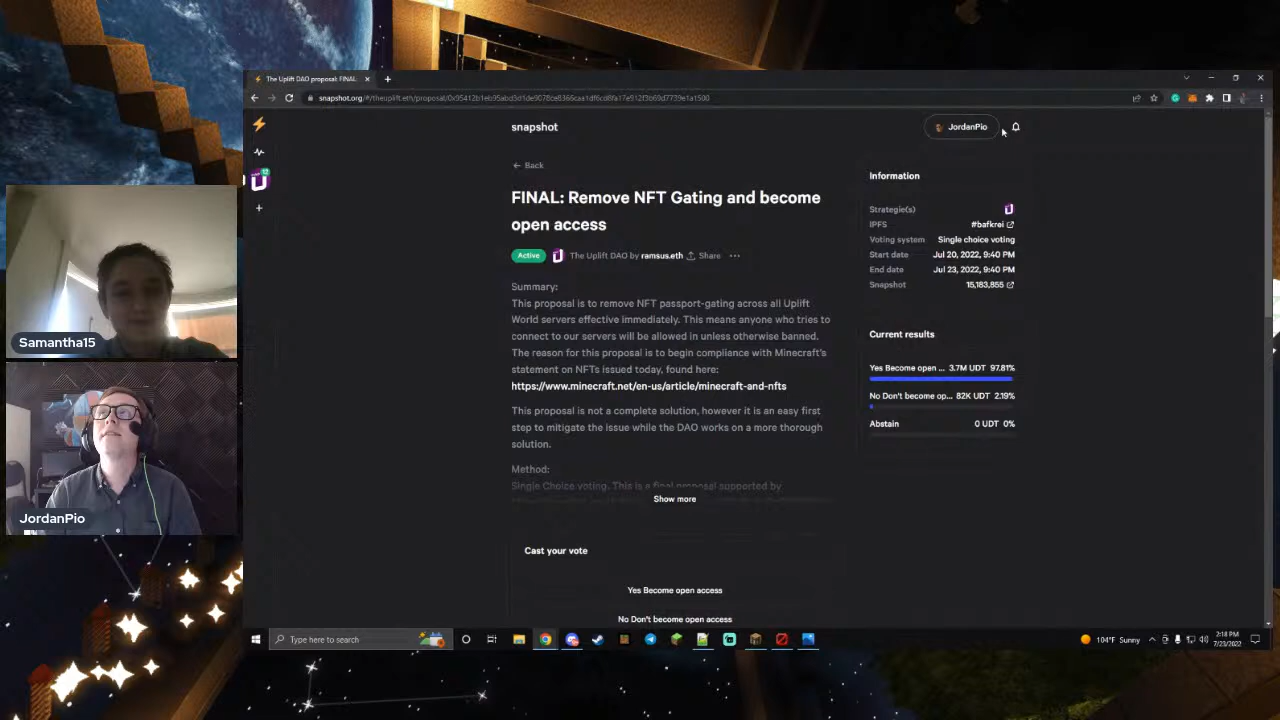 The Uplift DAO proposal: FINAL
snapshot.org/#/theuplift.eth/proposal/
snapshot
JordanPio
← Back
FINAL: Remove NFT Gating and become
open access
Active
The Uplift DAO by ramsus.eth
Share
Summary:
This proposal is to remove NFT passport-gating across all Uplift
World servers effective immediately. This means anyone who tries to
connect to our servers will be allowed in unless otherwise banned.
The reason for this proposal is to begin compliance with Minecraft's
statement on NFTs issued today, found here:
https://www.minecraft.net/en-us/article/minecraft-and-nfts
This proposal is not a complete solution, however it is an easy first
step to mitigate the issue while the DAO works on a more thorough
solution.
Method:
Single Choice voting. This is a final proposal supported by
Show more
Cast your vote
Yes Become open access
No Don't become open access
Information
Strategie(s)
IPFS #bafkrei
Voting system Single choice voting
Start date Jul 20, 2022, 9:40 PM
End date Jul 23, 2022, 9:40 PM
Snapshot 15,183,855
Current results
Yes Become open ... 3.7M UDT 97.81%
No Don't become op... 82K UDT 2.19%
Abstain 0 UDT 0%
Samantha15
JordanPio
Type here to search
104°F Sunny
2:18 PM
7/23/2022